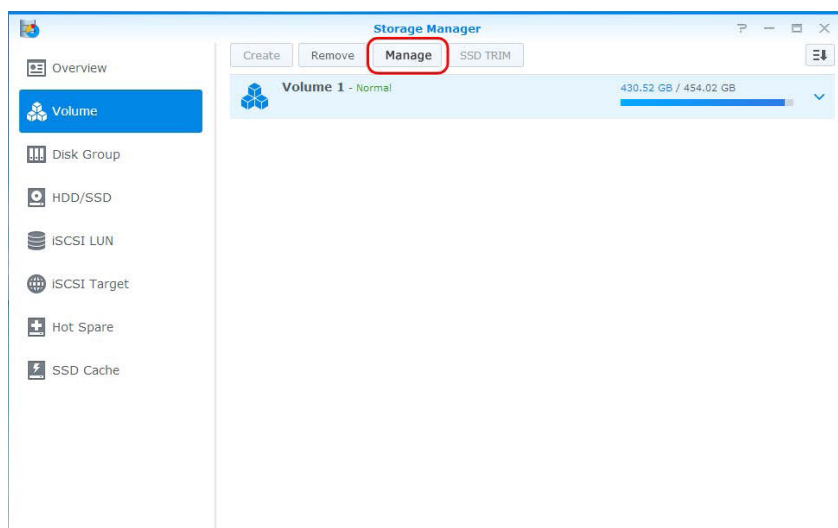 Storage Manager
Create Remove Manage SSD TRIM
Overview
Volume
Disk Group
HDD/SSD
iSCSI LUN
iSCSI Target
Hot Spare
SSD Cache
Volume 1 - Normal 430.52 GB / 454.02 GB